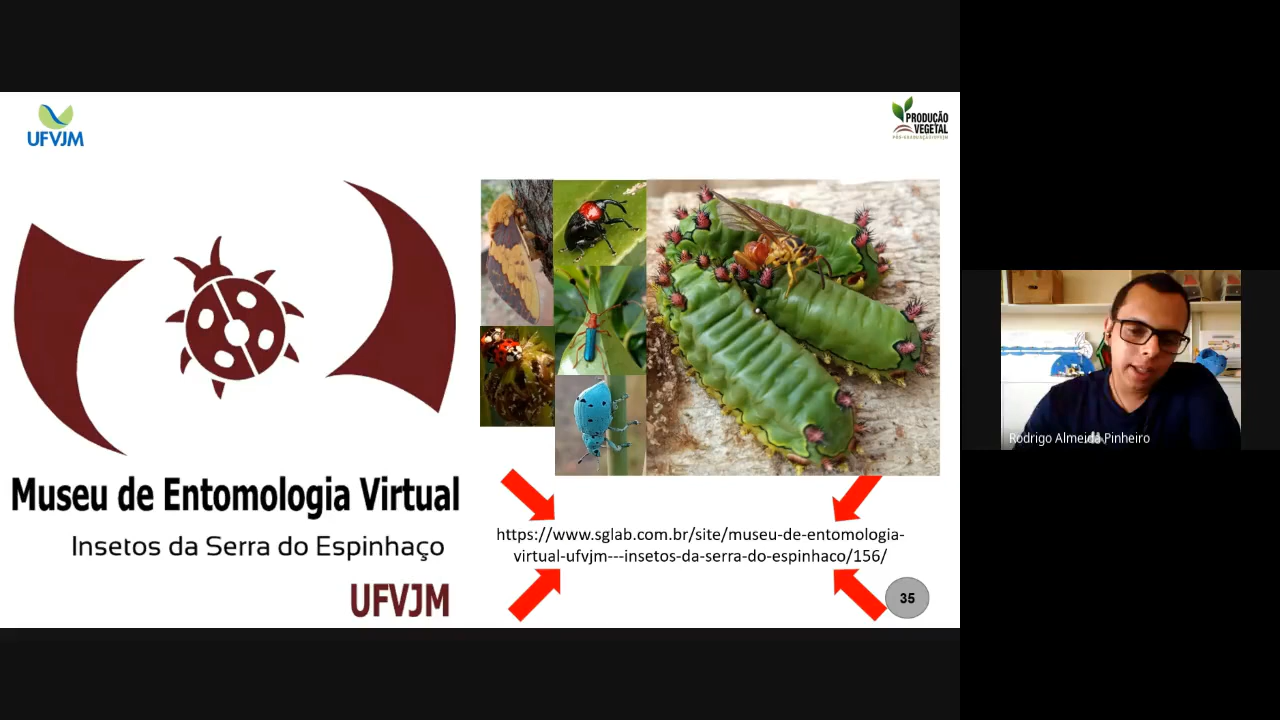 UFVJM
PRODUÇÃO
VEGETAL
Museu de Entomologia Virtual
Insetos da Serra do Espinhaço
UFVJM
https://www.sglab.com.br/site/museu-de-entomologia-
virtual-ufvjm---insetos-da-serra-do-espinhaco/156/
35
Rodrigo Almeida Pinheiro